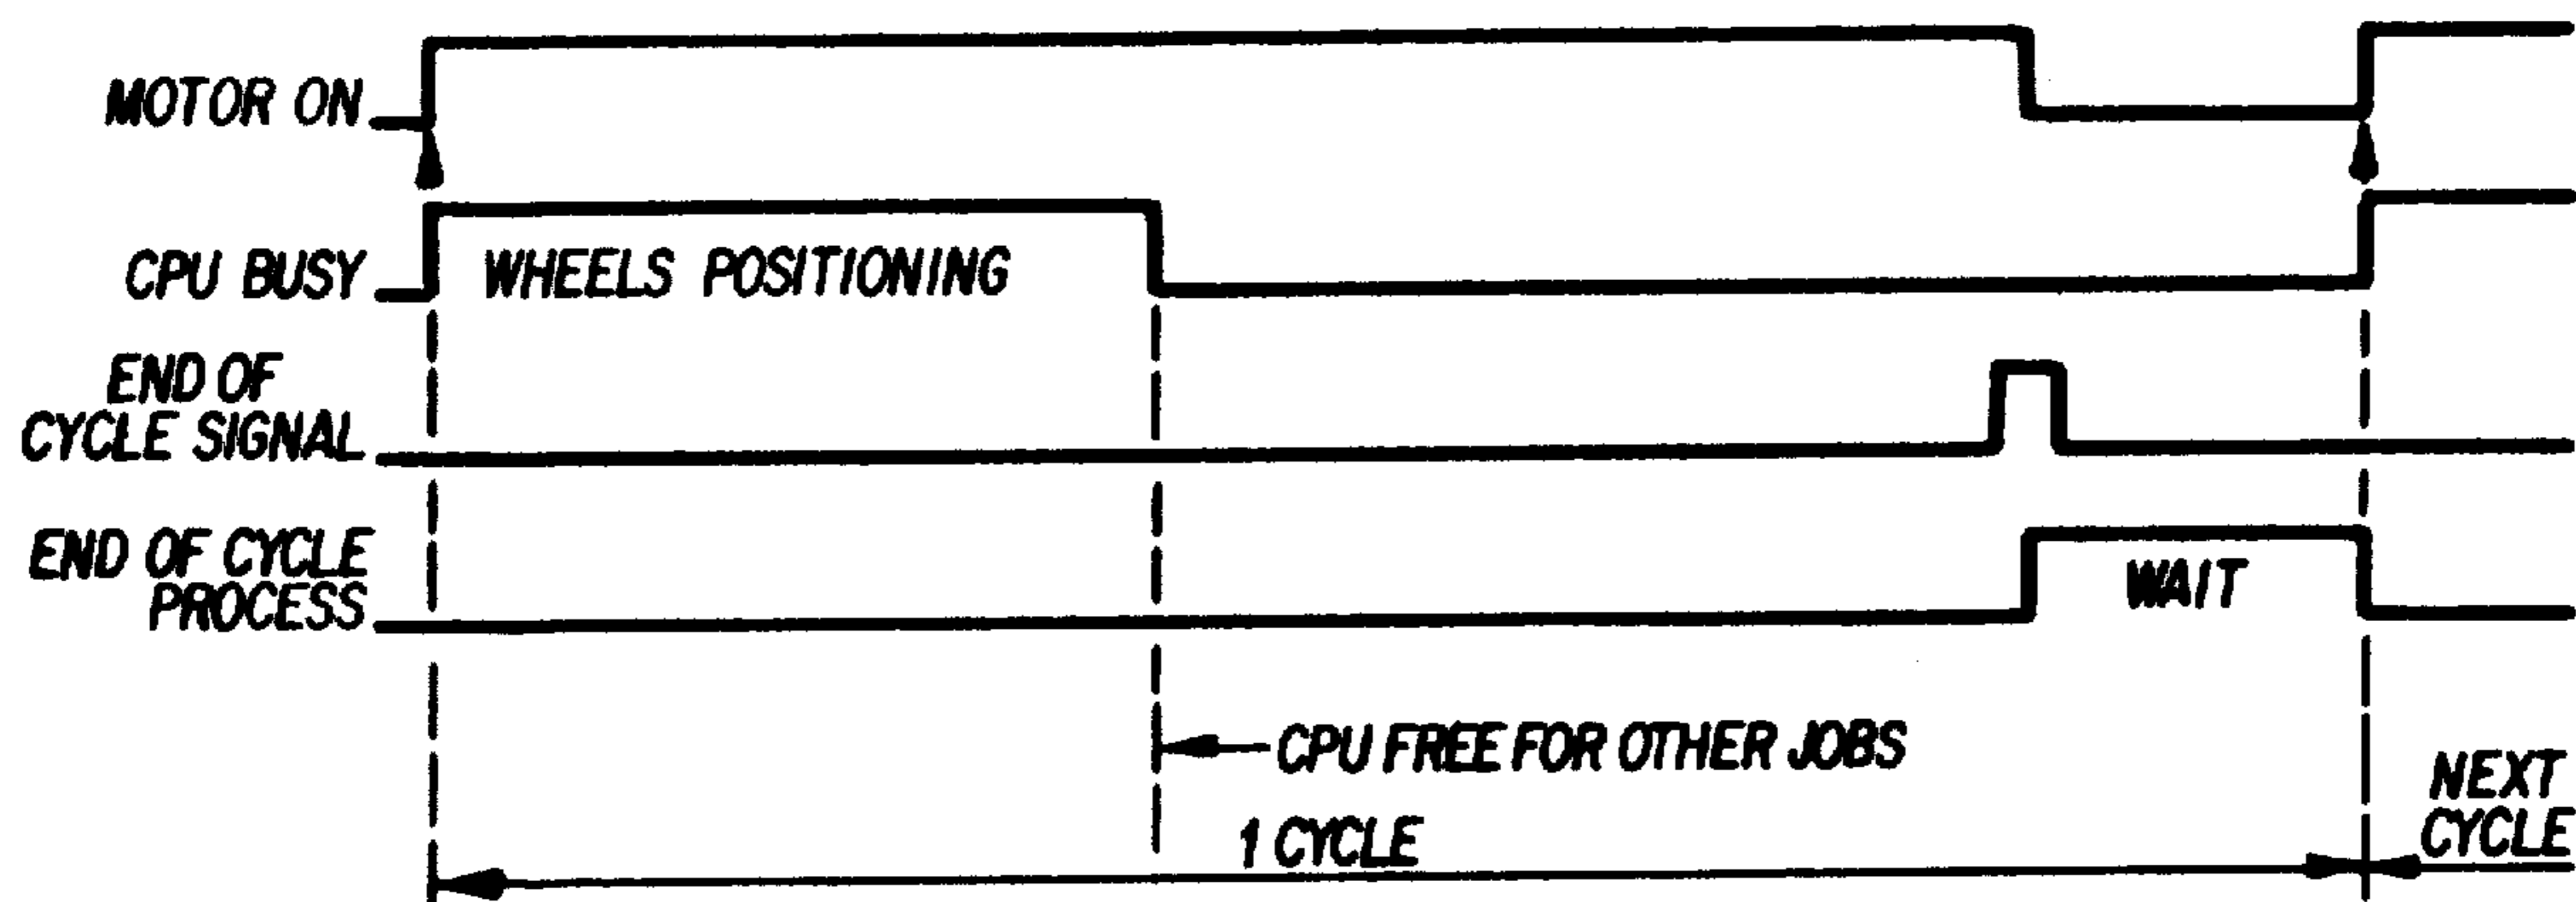 MOTOR ON
CPU BUSY
WHEELS POSITIONING
END OF
CYCLE SIGNAL
END OF CYCLE
PROCESS
WAIT
CPU FREE FOR OTHER JOBS
1 CYCLE
NEXT
CYCLE